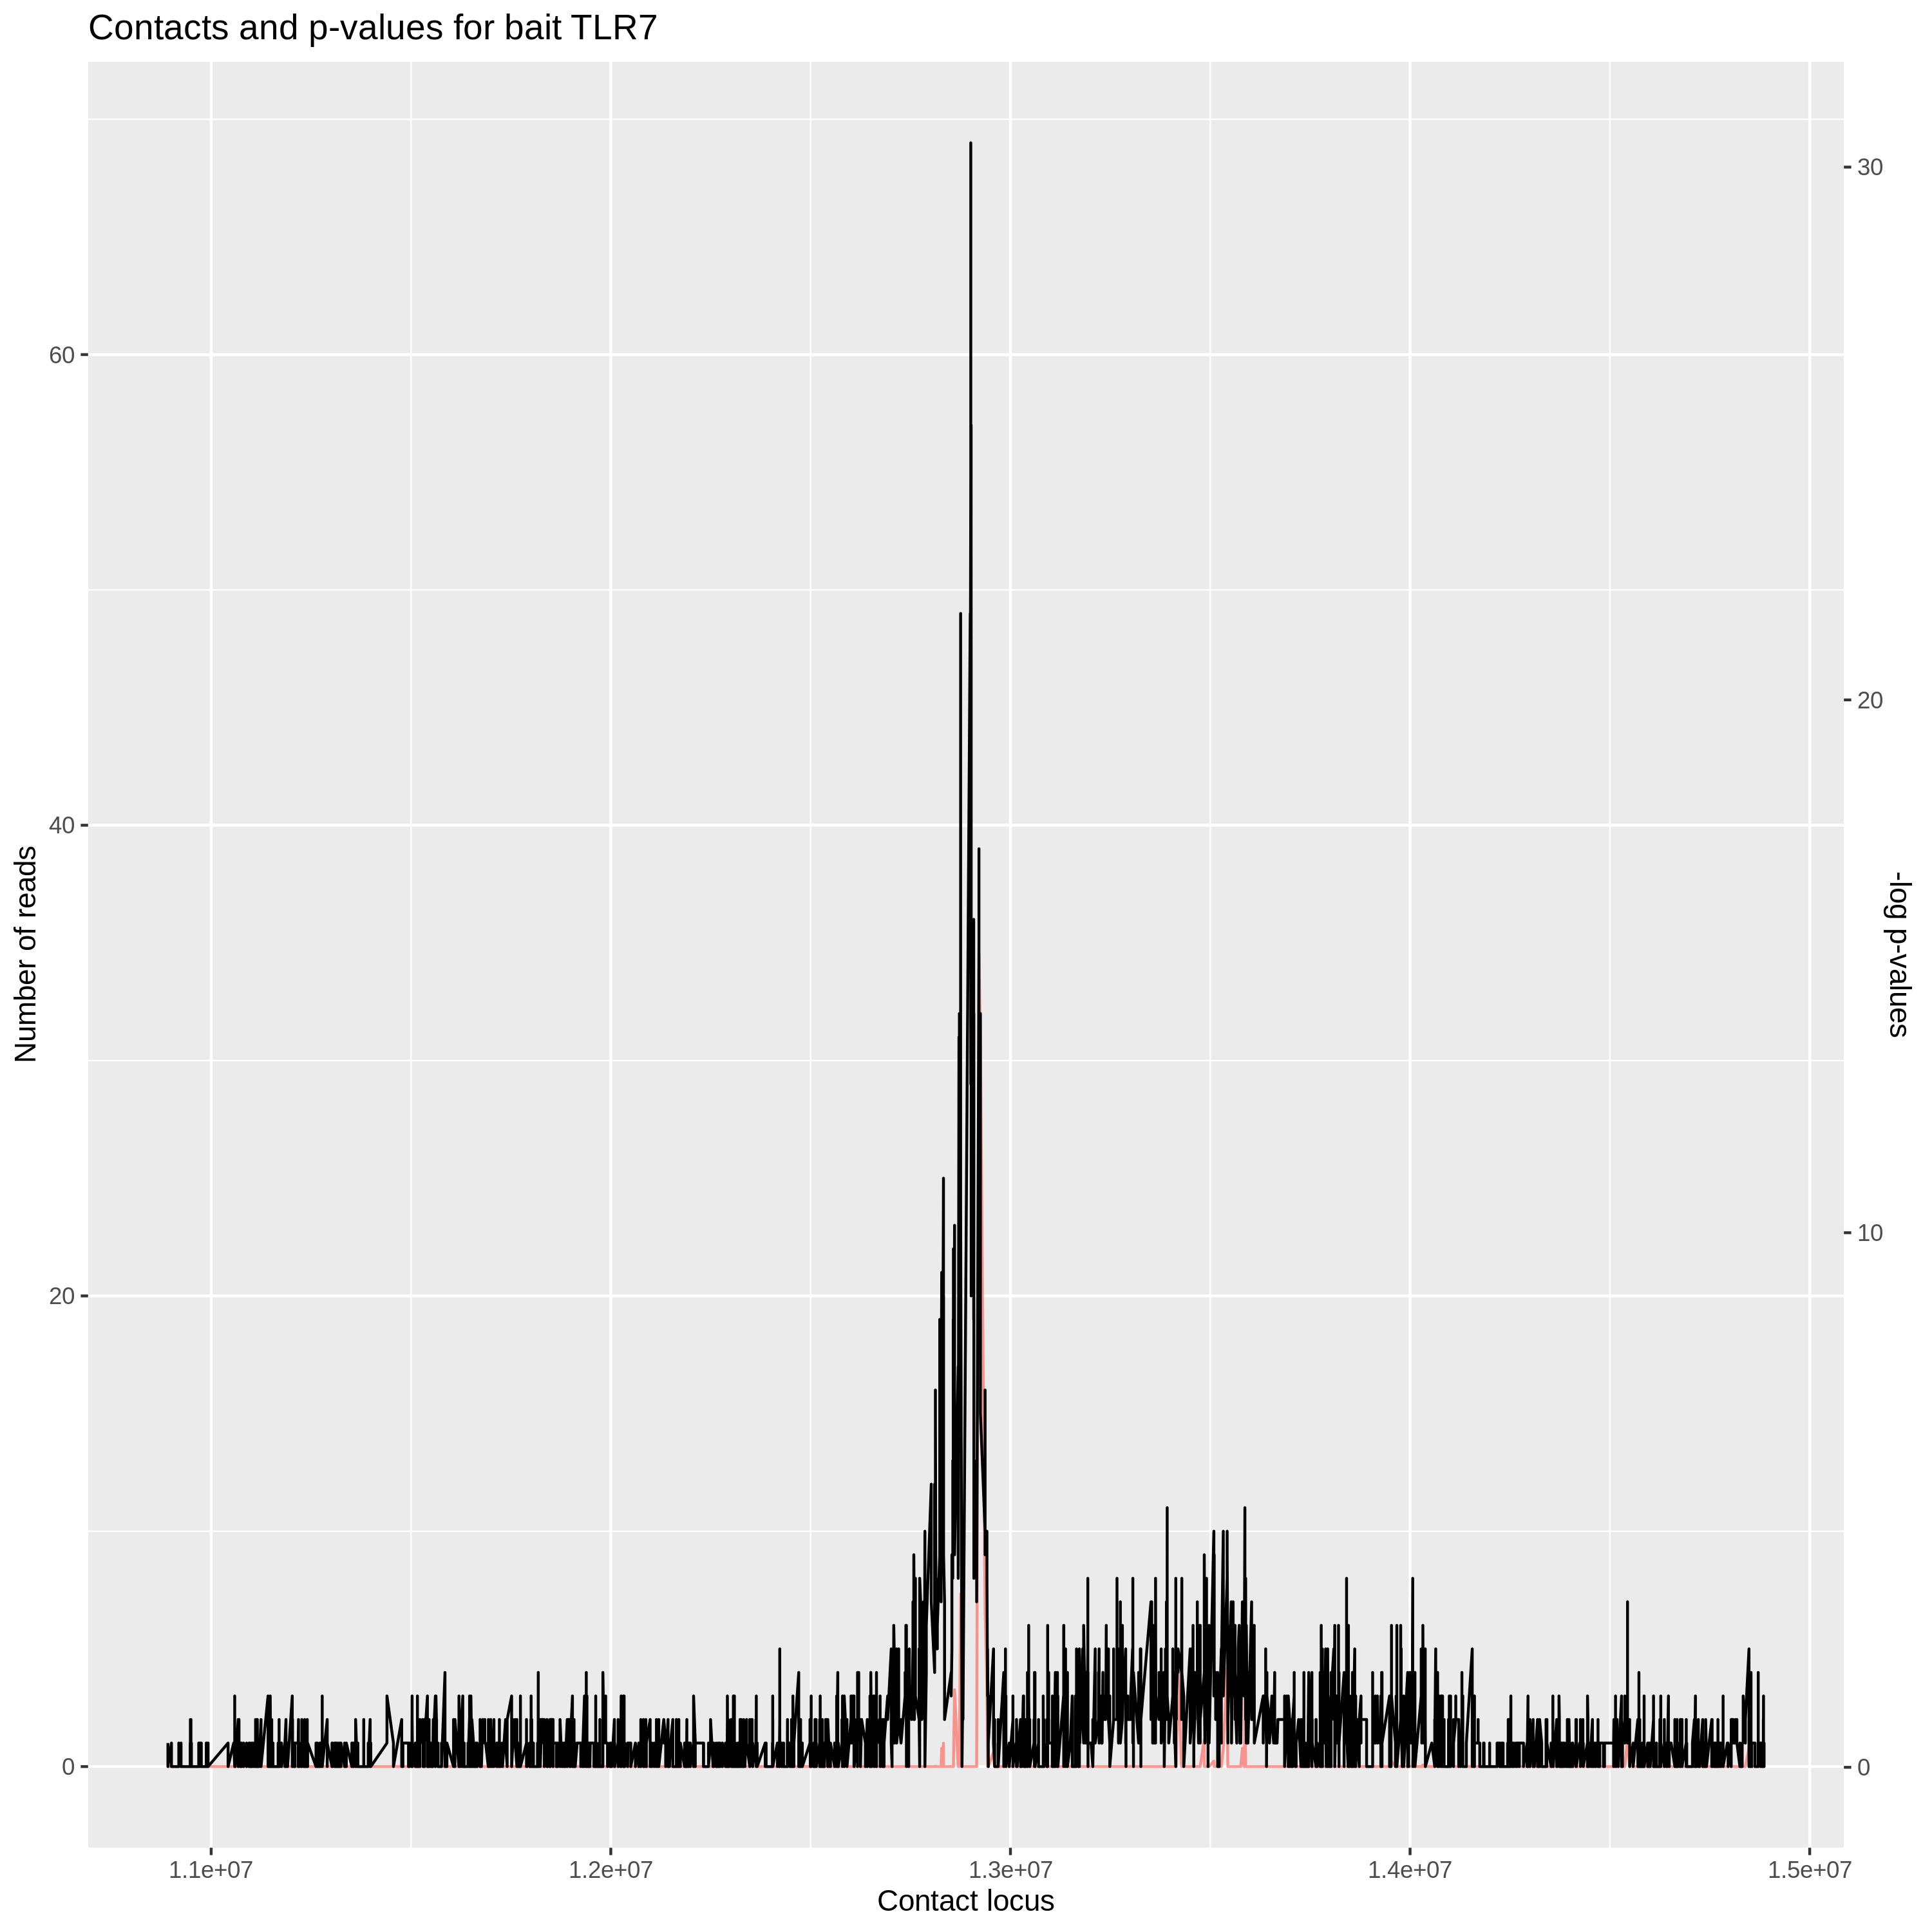 Contacts and p-values for bait TLR7
Number of reads
60
40
20
0
30
20
10
0
-log p-values
1.1e+07 1.2e+07 1.3e+07 1.4e+07 1.5e+07
Contact locus